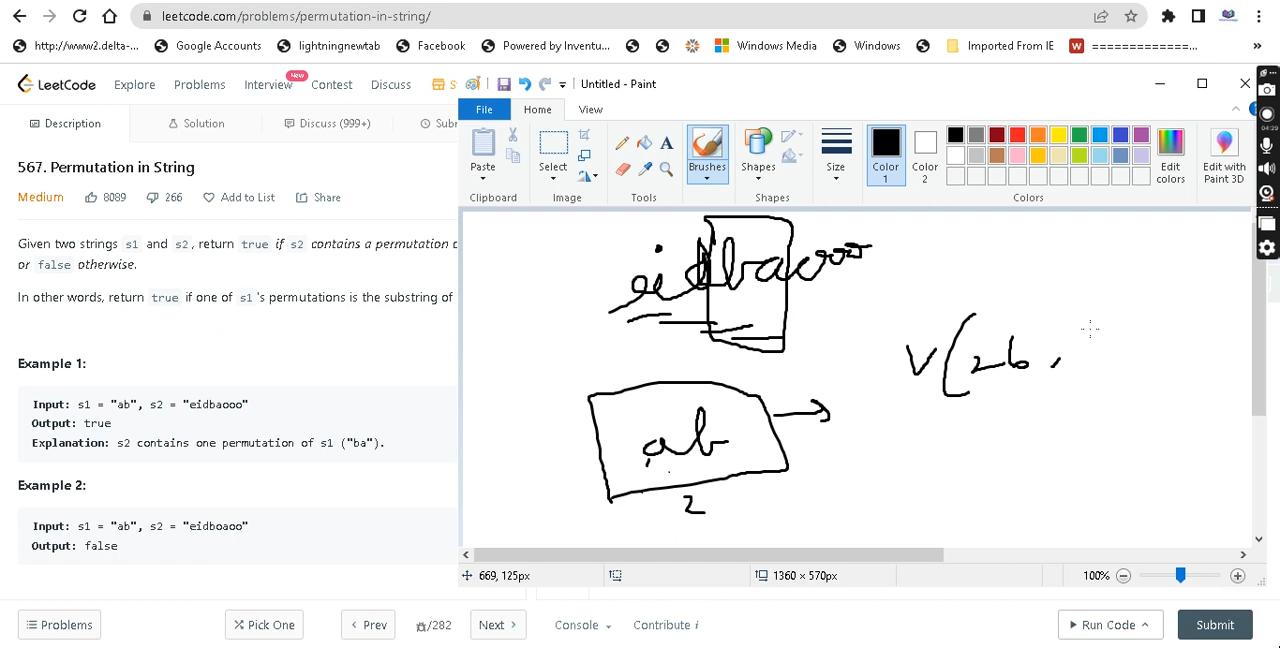 leetcode.com/problems/permutation-in-string/
http://www2.delta-... Google Accounts lightningnewtab Facebook Powered by Inventu... Windows Media Windows Imported From IE W ============... »
LeetCode Explore Problems Interview New Contest Discuss S
Untitled - Paint
File Home View
Description Solution Discuss (999+) Sub
Paste Select Brushes Shapes Size Color 1 Color 2 Edit colors Edit with Paint 3D
Clipboard Image Tools Shapes Colors
04:29
567. Permutation in String
Medium 8089 266 Add to List Share
Given two strings s1 and s2, return true if s2 contains a permutation o
or false otherwise.
In other words, return true if one of s1's permutations is the substring of
Example 1:
Input: s1 = "ab", s2 = "eidbaooo"
Output: true
Explanation: s2 contains one permutation of s1 ("ba").
Example 2:
Input: s1 = "ab", s2 = "eidboaoo"
Output: false
eidbaooo
V(26,
ab
2
669, 125px 1360 × 570px 100%
Problems Pick One Prev /282 Next Console Contribute i Run Code Submit